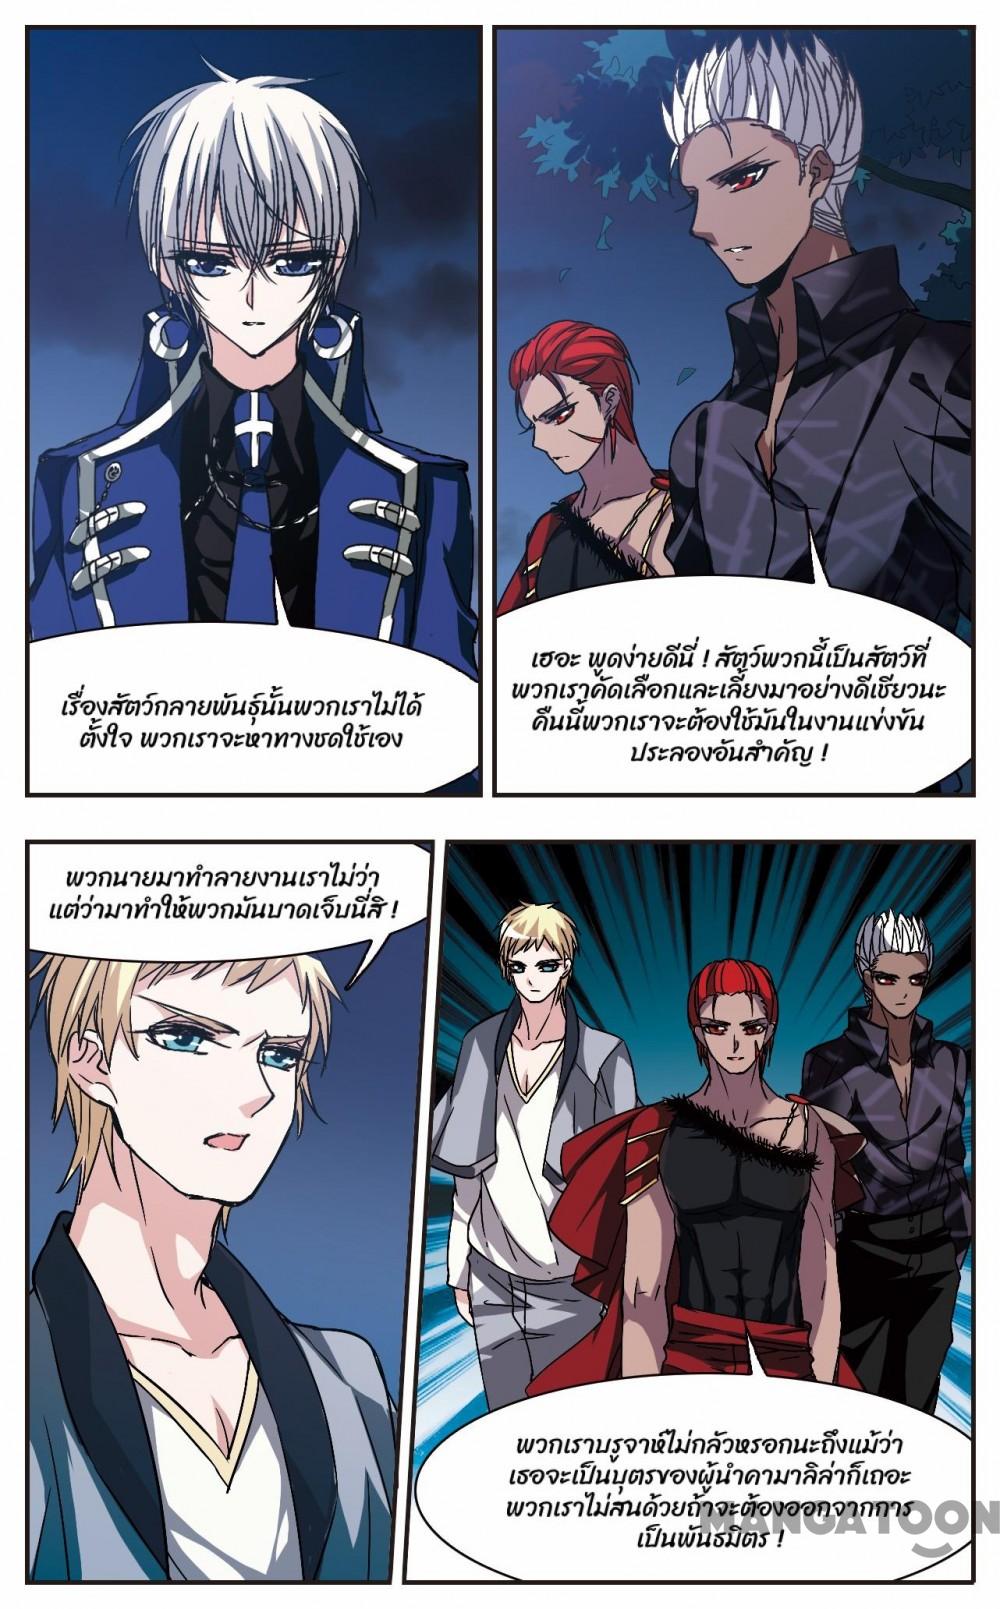 เรื่องสัตว์กลายพันธุ์นั้นพวกเราไม่ได้
ตั้งใจ พวกเราจะหาทางชดใช้เอง
เฮอะ พูดง่ายดีนี่ ! สัตว์พวกนี้เป็นสัตว์ที่
พวกเราคัดเลือกและเลี้ยงมาอย่างดีเชียวนะ
คืนนี้พวกเราจะต้องใช้มันในงานแข่งขัน
ประลองอันสำคัญ !
พวกนายมาทำลายงานเราไม่ว่า
แต่ว่ามาทำให้พวกมันบาดเจ็บนี่สิ !
พวกเราบรูจาห์ไม่กลัวหรอกนะถึงแม้ว่า
เธอจะเป็นบุตรของผู้นำคามาลิล่าก็เถอะ
พวกเราไม่สนด้วยถ้าจะต้องออกจากการ
เป็นพันธมิตร !
MANGATOON